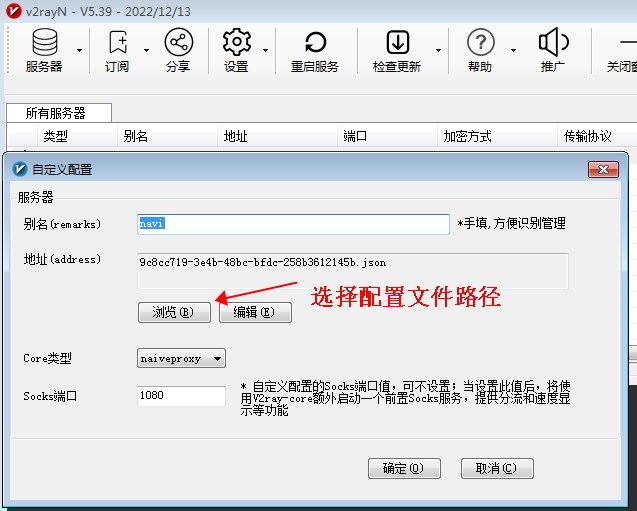 v2rayN - V5.39 - 2022/12/13
服务器 订阅 分享 设置 重启服务 检查更新 帮助 推广
所有服务器
类型 别名 地址 端口 加密方式 传输协议
自定义配置
服务器
别名(remarks) navi *手填,方便识别管理
地址(address) 9c8cc719-3e4b-48bc-bfdc-258b3612145b.json
浏览(B) 编辑(E) 选择配置文件路径
Core类型 naiveproxy
Socks端口 1080 * 自定义配置的Socks端口值,可不设置;当设置此值后,将使
用V2ray-core额外启动一个前置Socks服务,提供分流和速度显
示等功能
确定(O) 取消(C)